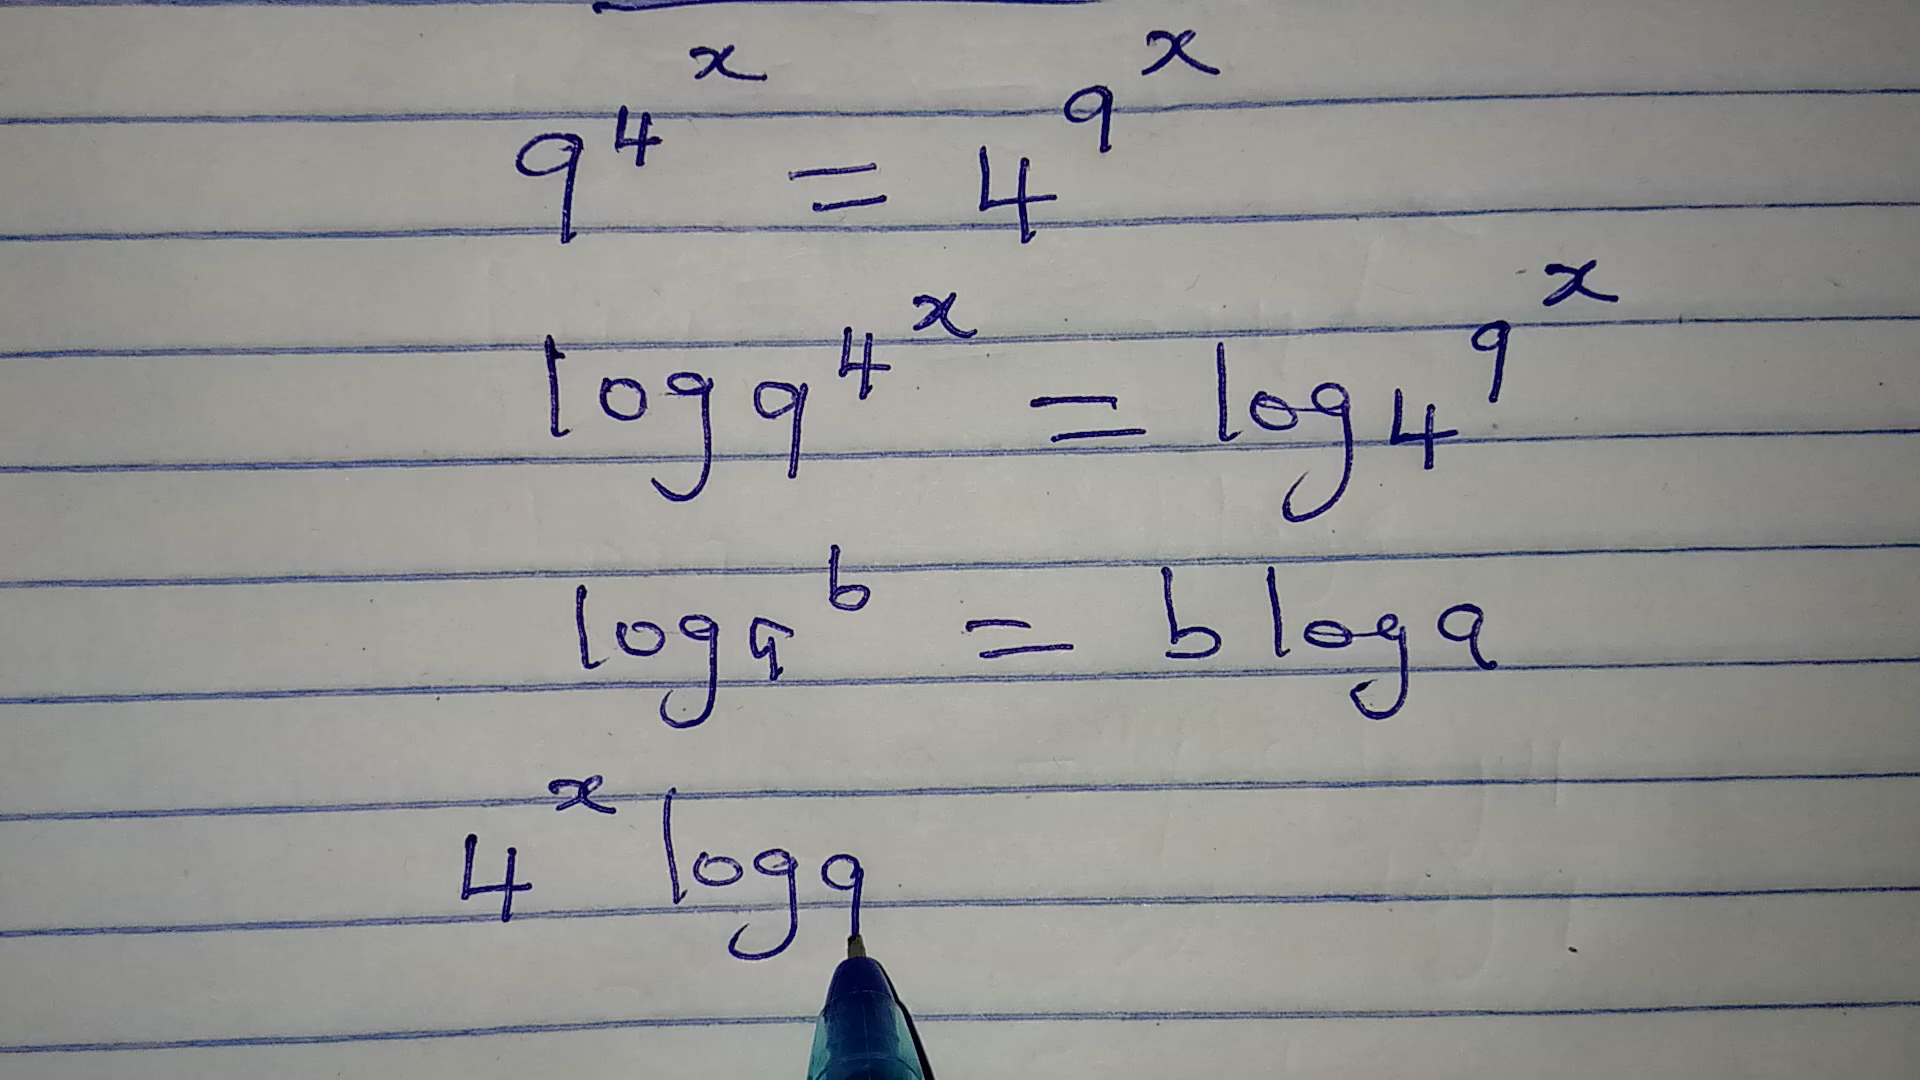 9^4^x = 4^9^x
log 9^4^x = log 4^9^x
log a^b = b log a
4^x log 9